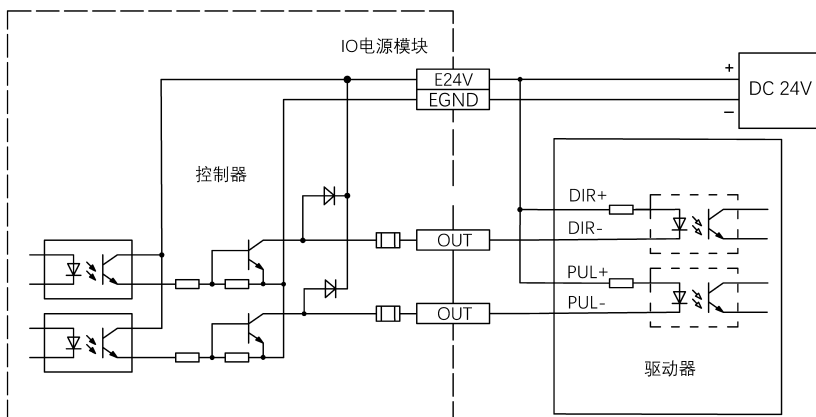 IO电源模块
E24V
EGND
+
DC 24V
−
控制器
DIR+
OUT
DIR-
PUL+
OUT
PUL-
驱动器